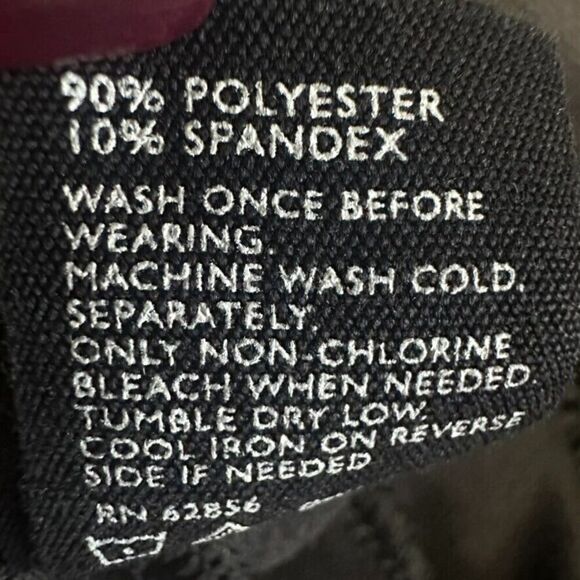 90% POLYESTER
10% SPANDEX
WASH ONCE BEFORE
WEARING.
MACHINE WASH COLD.
SEPARATELY.
ONLY NON-CHLORINE
BLEACH WHEN NEEDED.
TUMBLE DRY LOW.
COOL IRON ON REVERSE
SIDE IF NEEDED
RN 62856